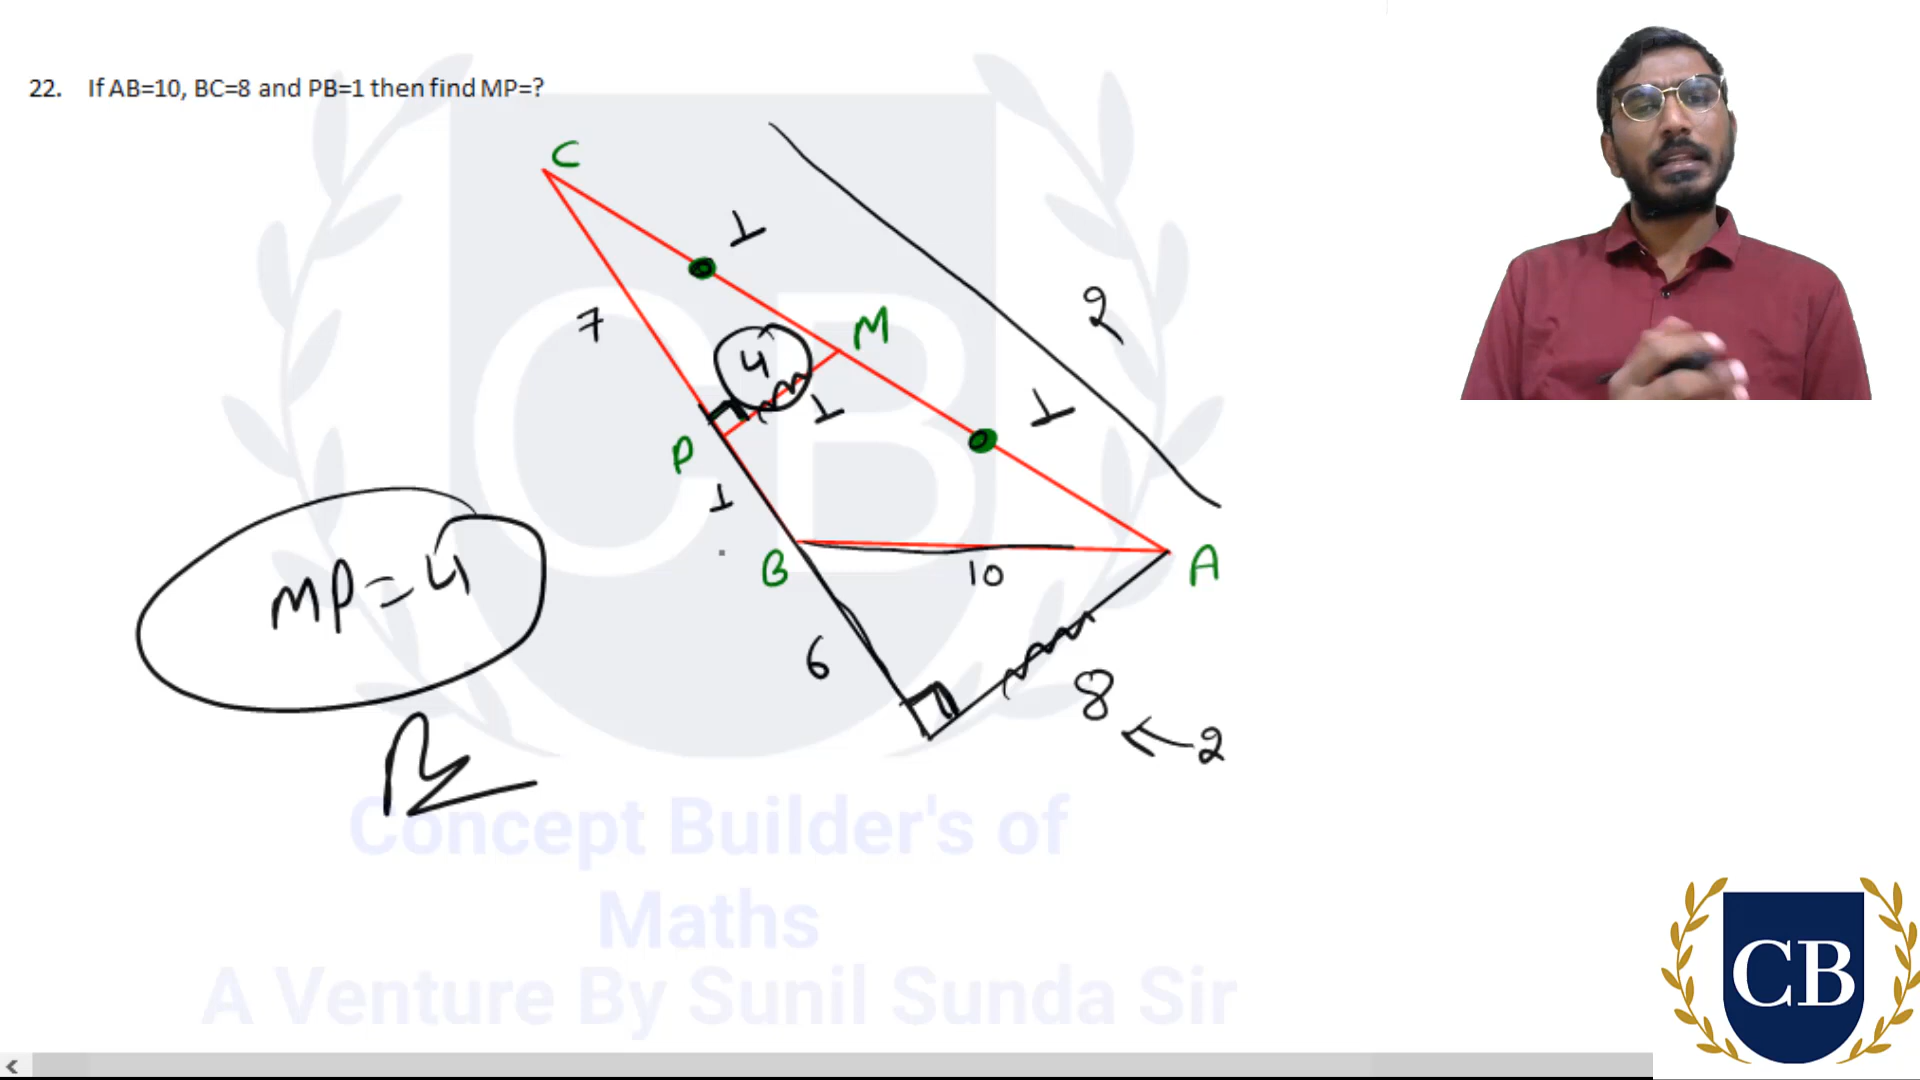 22. If AB=10, BC=8 and PB=1 then find MP=?
C
1
2
7
M
4
1
1
P
1
B
10
A
MP=4
6
8
←2
Concept Builder's of
Maths
A Venture By Sunil Sunda Sir
CB
CB